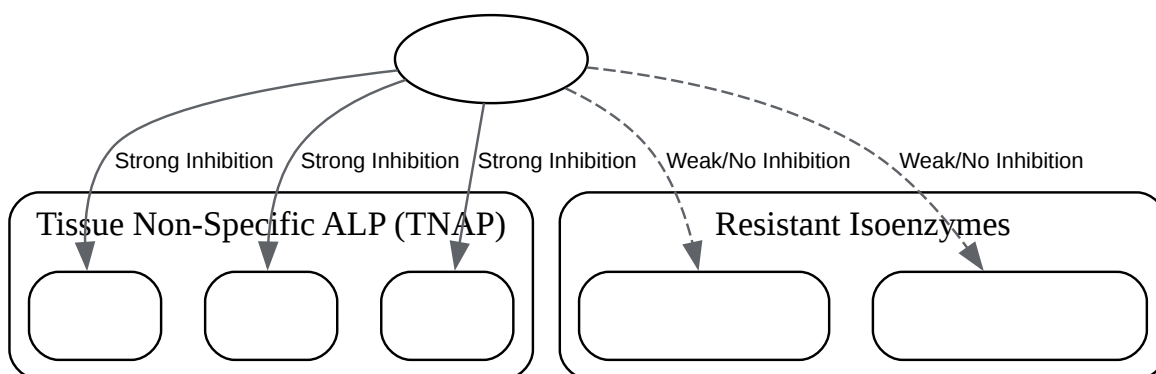 Strong Inhibition
Strong Inhibition
Strong Inhibition
Weak/No Inhibition
Weak/No Inhibition
Tissue Non-Specific ALP (TNAP)
Resistant Isoenzymes